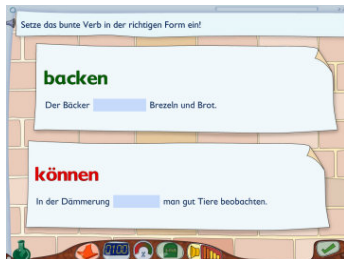 Setze das bunte Verb in der richtigen Form ein!
backen
Der Bäcker Brezeln und Brot.
können
In der Dämmerung man gut Tiere beobachten.